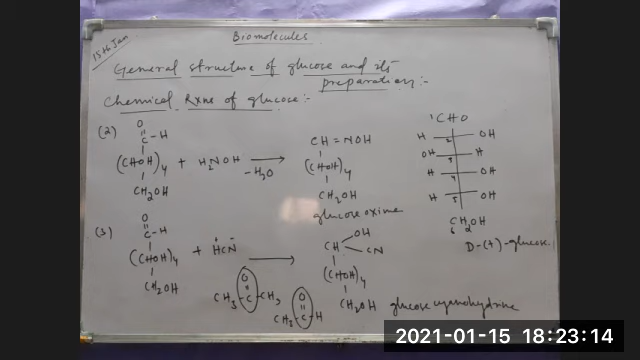 15th Jan
Biomolecules
General structure of glucose and its
preparation:-
Chemical Rxns of glucose:-
(2)
O
C-H
(CHOH)4 + H2NOH
-H2O
CH2OH
CH=NOH
(CHOH)4
CH2OH
glucose oxime
1CHO
H 2 OH
OH 3 H
H 4 OH
H 5 OH
6 CH2OH
D-(+)-glucose.
(3)
O
C-H
(CHOH)4 + HCN
CH2OH
OH
CH CN
(CHOH)4
CH2OH
glucose cyanohydrine
O
CH3-C-CH3
O
CH3-C-H
2021-01-15 18:23:14